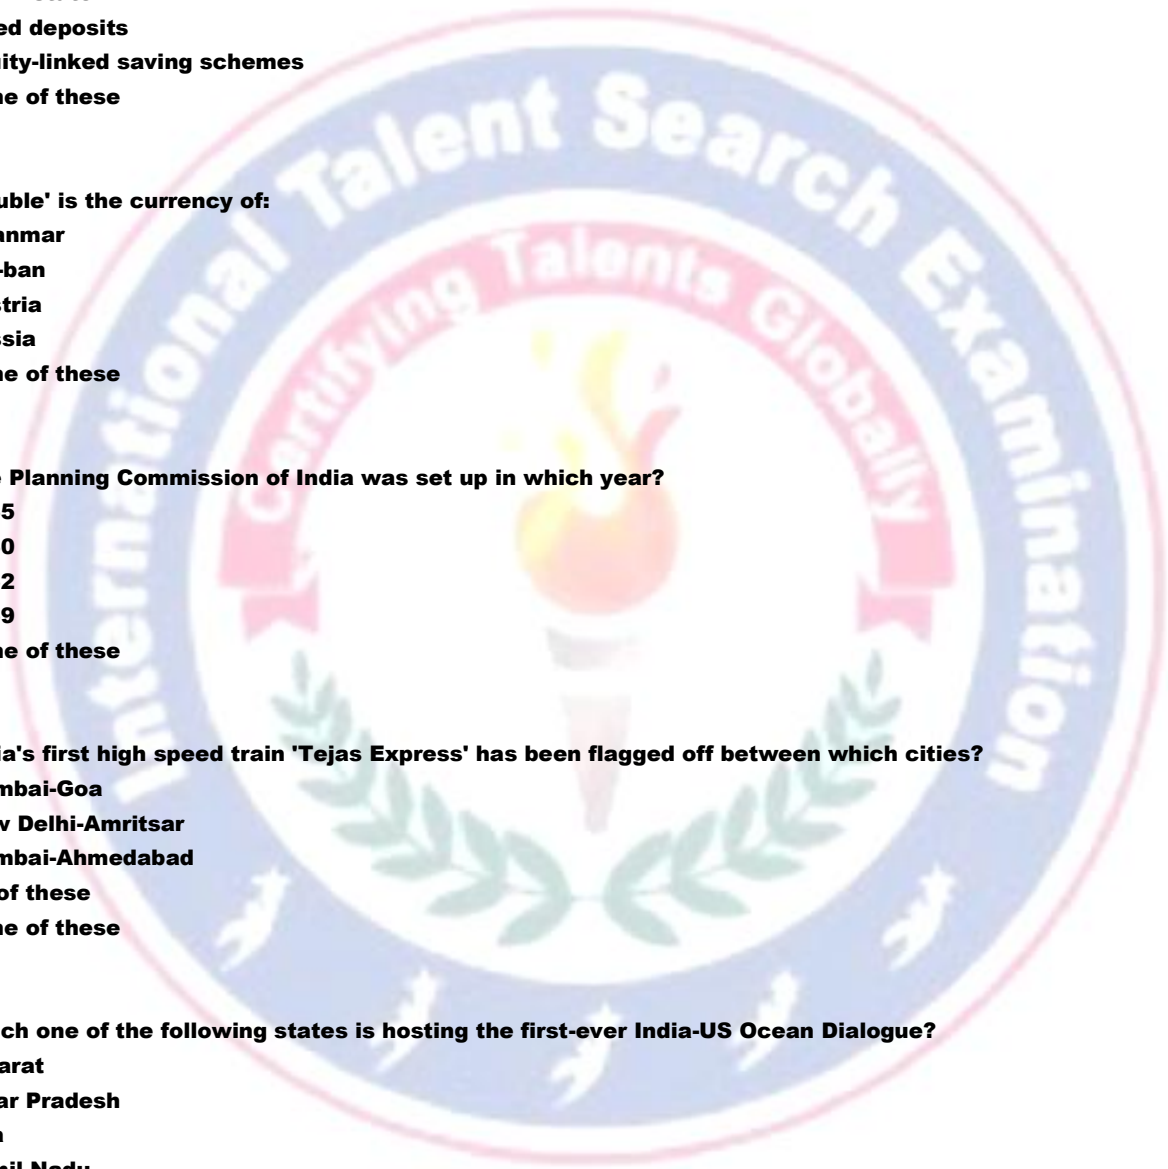 ed deposits
ity-linked saving schemes
ne of these
uble' is the currency of:
anmar
-ban
stria
ssia
ne of these
e Planning Commission of India was set up in which year?
5
0
2
9
ne of these
ia's first high speed train 'Tejas Express' has been flagged off between which cities?
mbai-Goa
w Delhi-Amritsar
mbai-Ahmedabad
of these
ne of these
ch one of the following states is hosting the first-ever India-US Ocean Dialogue?
arat
ar Pradesh
International Talent Search Examination
Certifying Talents Globally